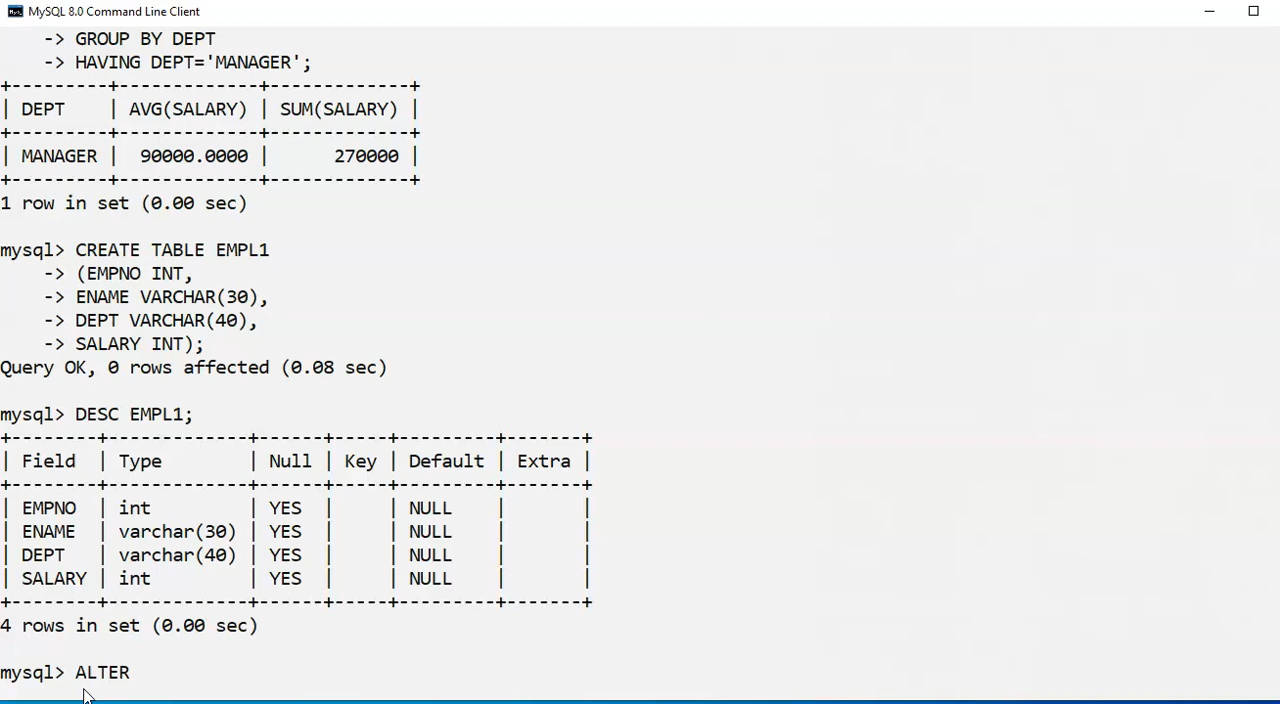 MySQL 8.0 Command Line Client
    -> GROUP BY DEPT
    -> HAVING DEPT='MANAGER';
+---------+-------------+-------------+
| DEPT    | AVG(SALARY) | SUM(SALARY) |
+---------+-------------+-------------+
| MANAGER |  90000.0000 |      270000 |
+---------+-------------+-------------+
1 row in set (0.00 sec)

mysql> CREATE TABLE EMPL1
    -> (EMPNO INT,
    -> ENAME VARCHAR(30),
    -> DEPT VARCHAR(40),
    -> SALARY INT);
Query OK, 0 rows affected (0.08 sec)

mysql> DESC EMPL1;
+--------+-------------+------+-----+---------+-------+
| Field  | Type        | Null | Key | Default | Extra |
+--------+-------------+------+-----+---------+-------+
| EMPNO  | int         | YES  |     | NULL    |       |
| ENAME  | varchar(30) | YES  |     | NULL    |       |
| DEPT   | varchar(40) | YES  |     | NULL    |       |
| SALARY | int         | YES  |     | NULL    |       |
+--------+-------------+------+-----+---------+-------+
4 rows in set (0.00 sec)

mysql> ALTER